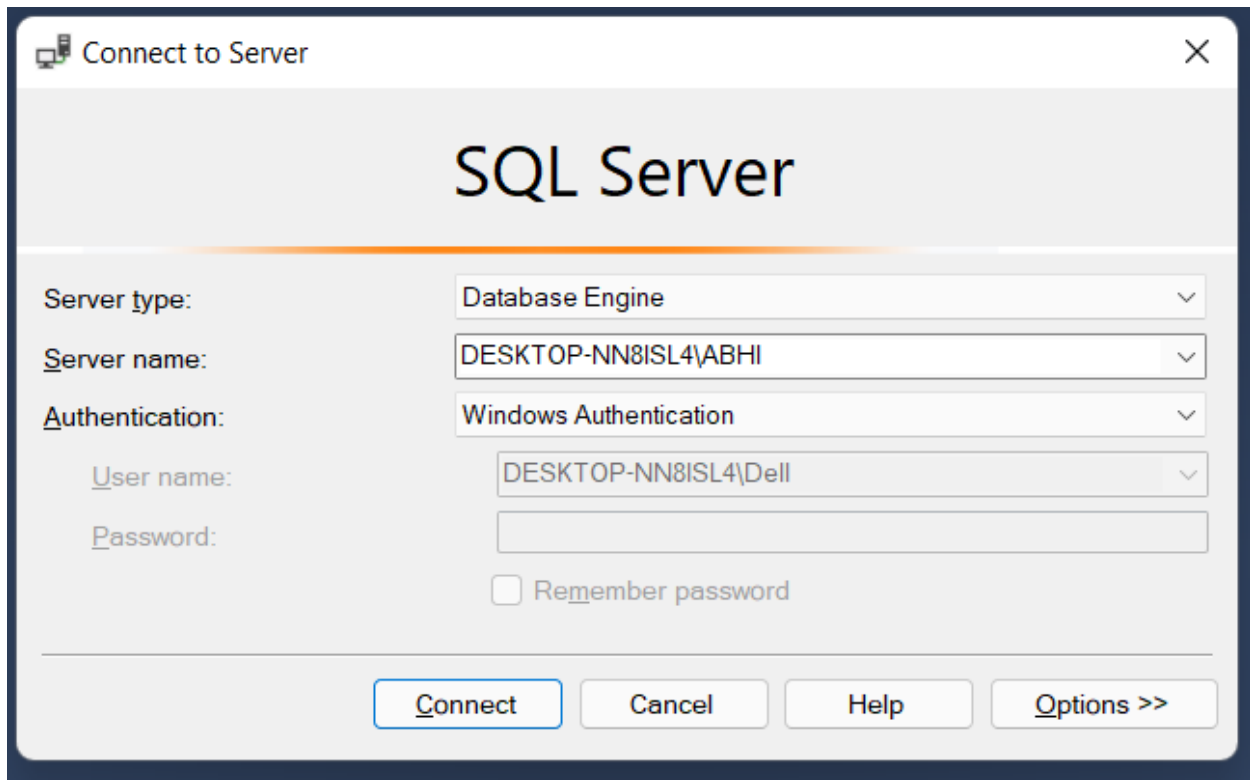 Connect to Server
SQL Server
Server type: Database Engine
Server name: DESKTOP-NN8ISL4\ABHI
Authentication: Windows Authentication
User name: DESKTOP-NN8ISL4\Dell
Password:
Remember password
Connect Cancel Help Options >>